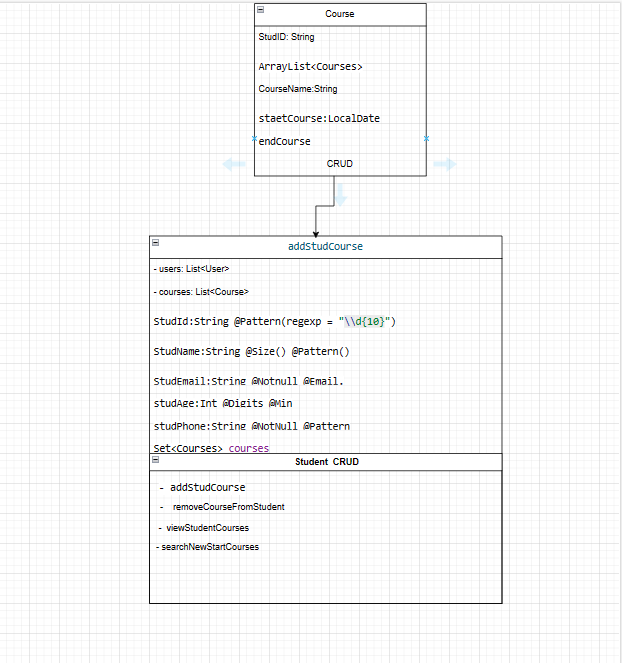 Course
StudID: String
ArrayList<Courses>
CourseName:String
staetCourse:LocalDate
endCourse
CRUD
addStudCourse
- users: List<User>
- courses: List<Course>
StudId:String @Pattern(regexp = "\\d{10}")
StudName:String @Size() @Pattern()
StudEmail:String @Notnull @Email.
studAge:Int @Digits @Min
studPhone:String @NotNull @Pattern
Set<Courses> courses
Student CRUD
- addStudCourse
- removeCourseFromStudent
- viewStudentCourses
- searchNewStartCourses